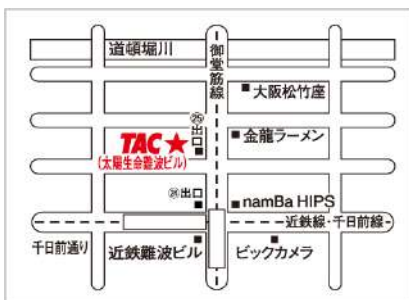 道頓堀川
御堂筋線
大阪松竹座
㉕出口
金龍ラーメン
TAC★
(太陽生命難波ビル)
㉔出口
namBa HIPS
近鉄線・千日前線
千日前通り
近鉄難波ビル
ビックカメラ